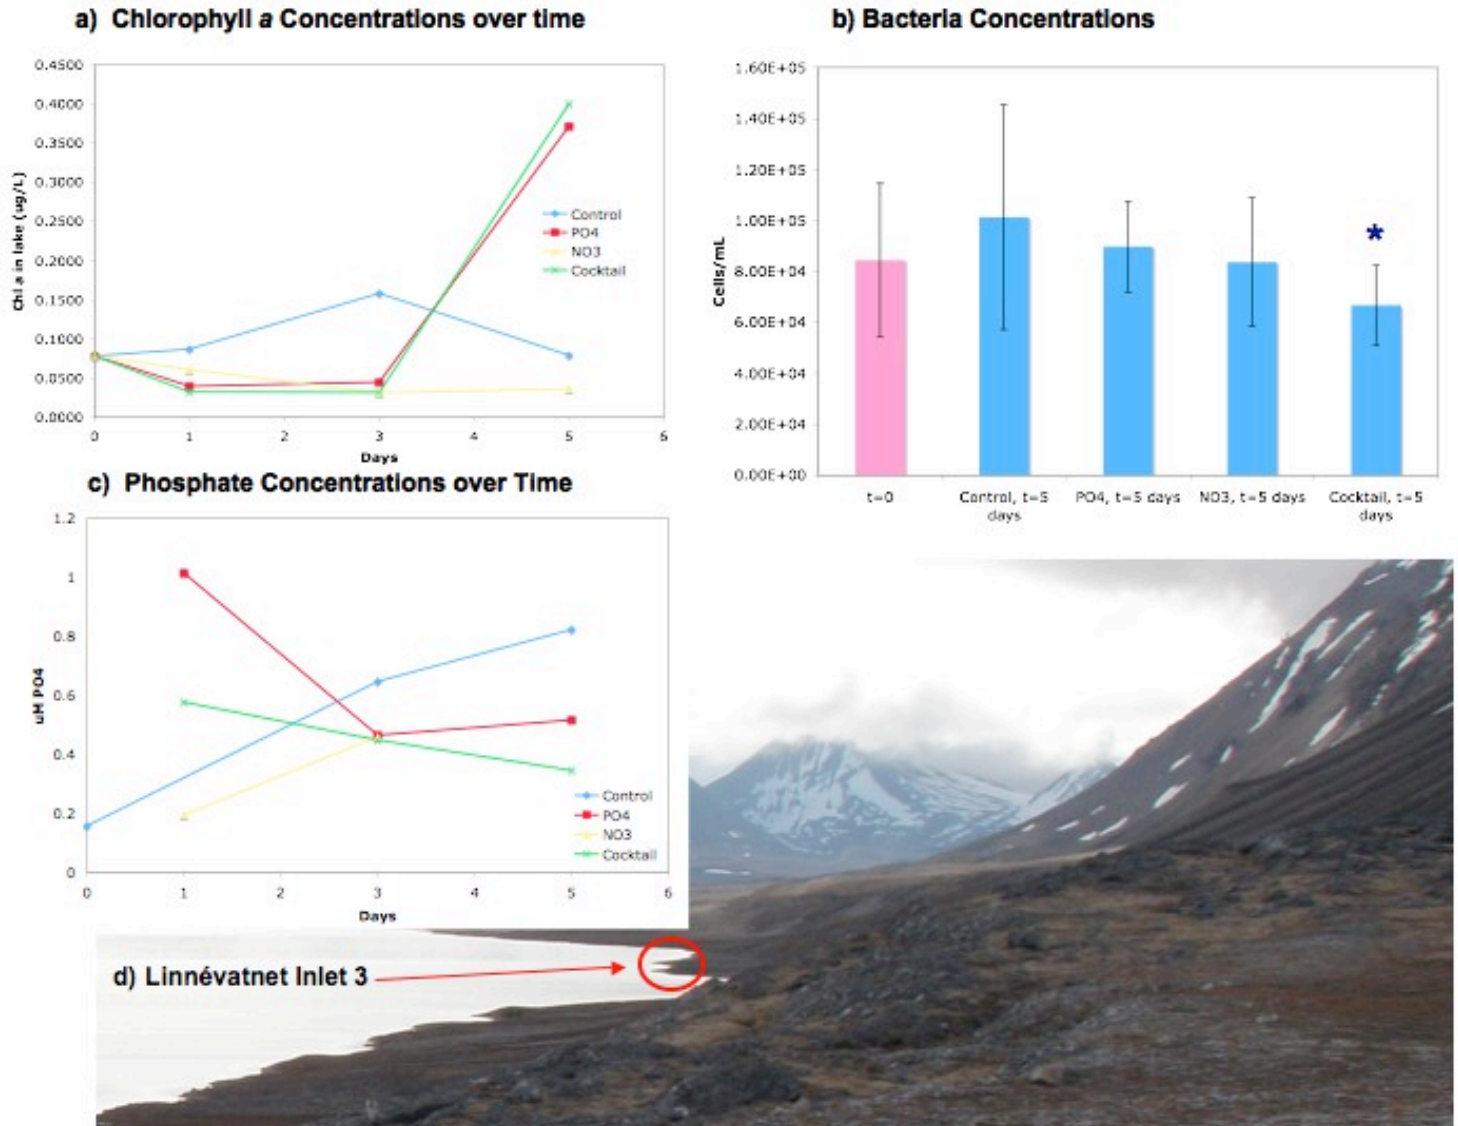 a) Chlorophyll a Concentrations over time
0.4500
0.4000
0.3500
0.3000
0.2500
0.2000
0.1500
0.1000
0.0500
0.0000
Chl a in lake (ug/L)
0 1 2 3 4 5 6
Days
Control
PO4
NO3
Cocktail
b) Bacteria Concentrations
1.60E+05
1.40E+05
1.20E+05
1.00E+05
8.00E+04
6.00E+04
4.00E+04
2.00E+04
0.00E+00
Cells/mL
*
t=0
Control, t=5
days
PO4, t=5 days
NO3, t=5 days
Cocktail, t=5
days
c) Phosphate Concentrations over Time
1.2
1
0.8
0.6
0.4
0.2
0
uM PO4
0 1 2 3 4 5 6
Days
Control
PO4
NO3
Cocktail
d) Linnévatnet Inlet 3